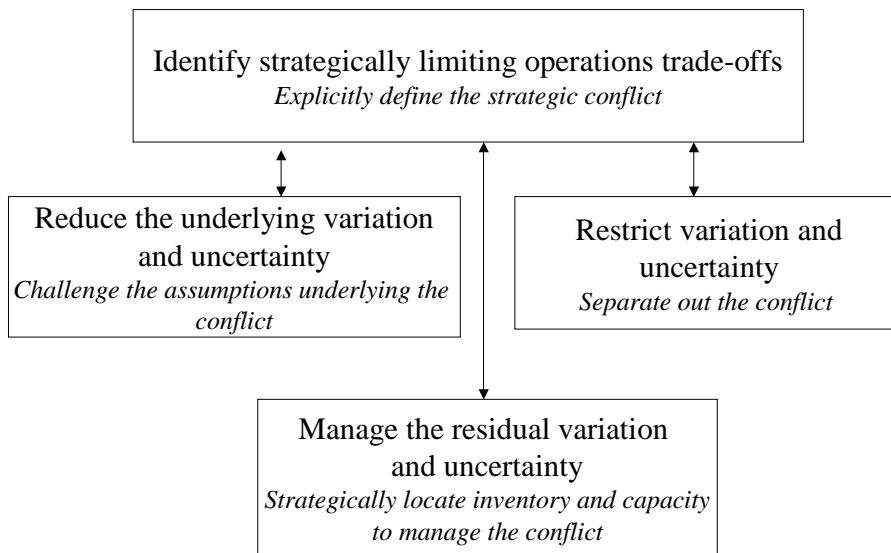 Identify strategically limiting operations trade-offs
Explicitly define the strategic conflict
Reduce the underlying variation
and uncertainty
Challenge the assumptions underlying the
conflict
Restrict variation and
uncertainty
Separate out the conflict
Manage the residual variation
and uncertainty
Strategically locate inventory and capacity
to manage the conflict